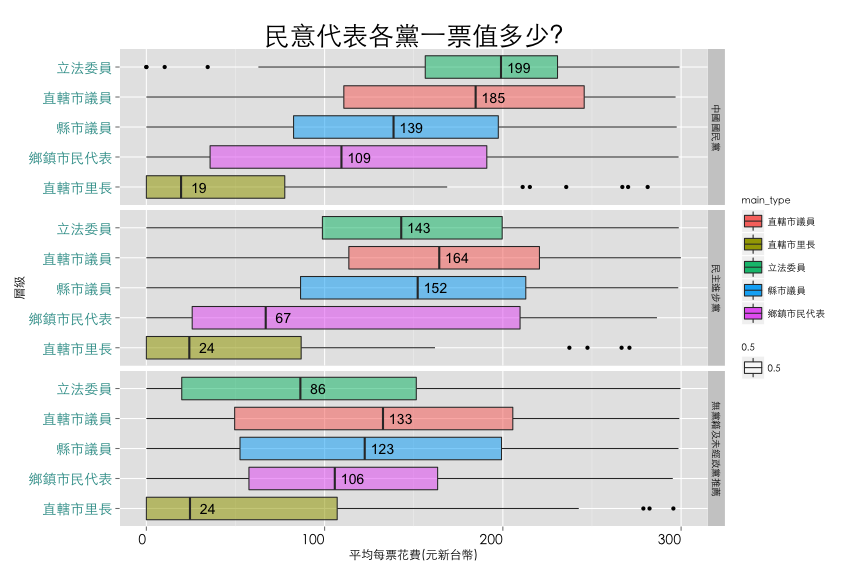 民意代表各黨一票值多少?
立法委員
199
直轄市議員
185
縣市議員
139
鄉鎮市民代表
109
直轄市里長
19
中國國民黨
立法委員
143
直轄市議員
164
縣市議員
152
鄉鎮市民代表
67
直轄市里長
24
民主進步黨
立法委員
86
直轄市議員
133
縣市議員
123
鄉鎮市民代表
106
直轄市里長
24
無黨籍及未經政黨推薦
層級
0
100
200
300
平均每票花費(元新台幣)
main_type
直轄市議員
直轄市里長
立法委員
縣市議員
鄉鎮市民代表
0.5
0.5